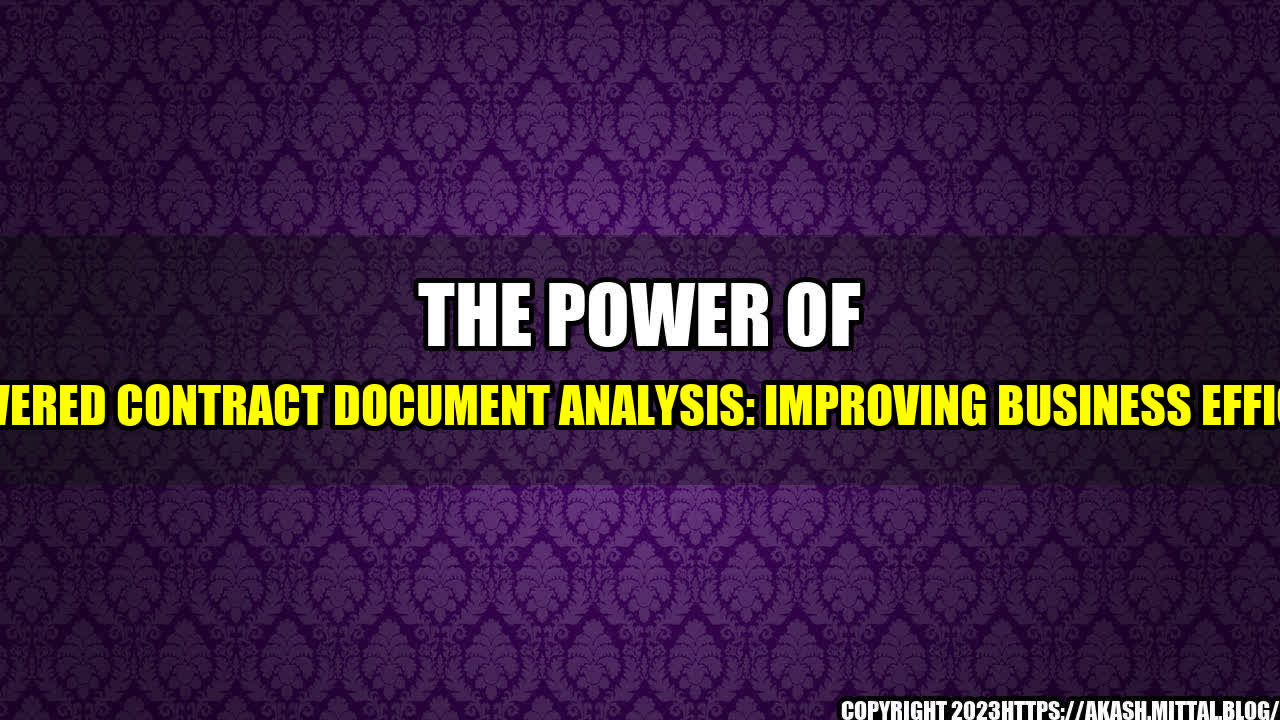 THE POWER OF
WERED CONTRACT DOCUMENT ANALYSIS: IMPROVING BUSINESS EFFIC
COPYRIGHT 2023HTTPS://AKASH.MITTAL.BLOG/